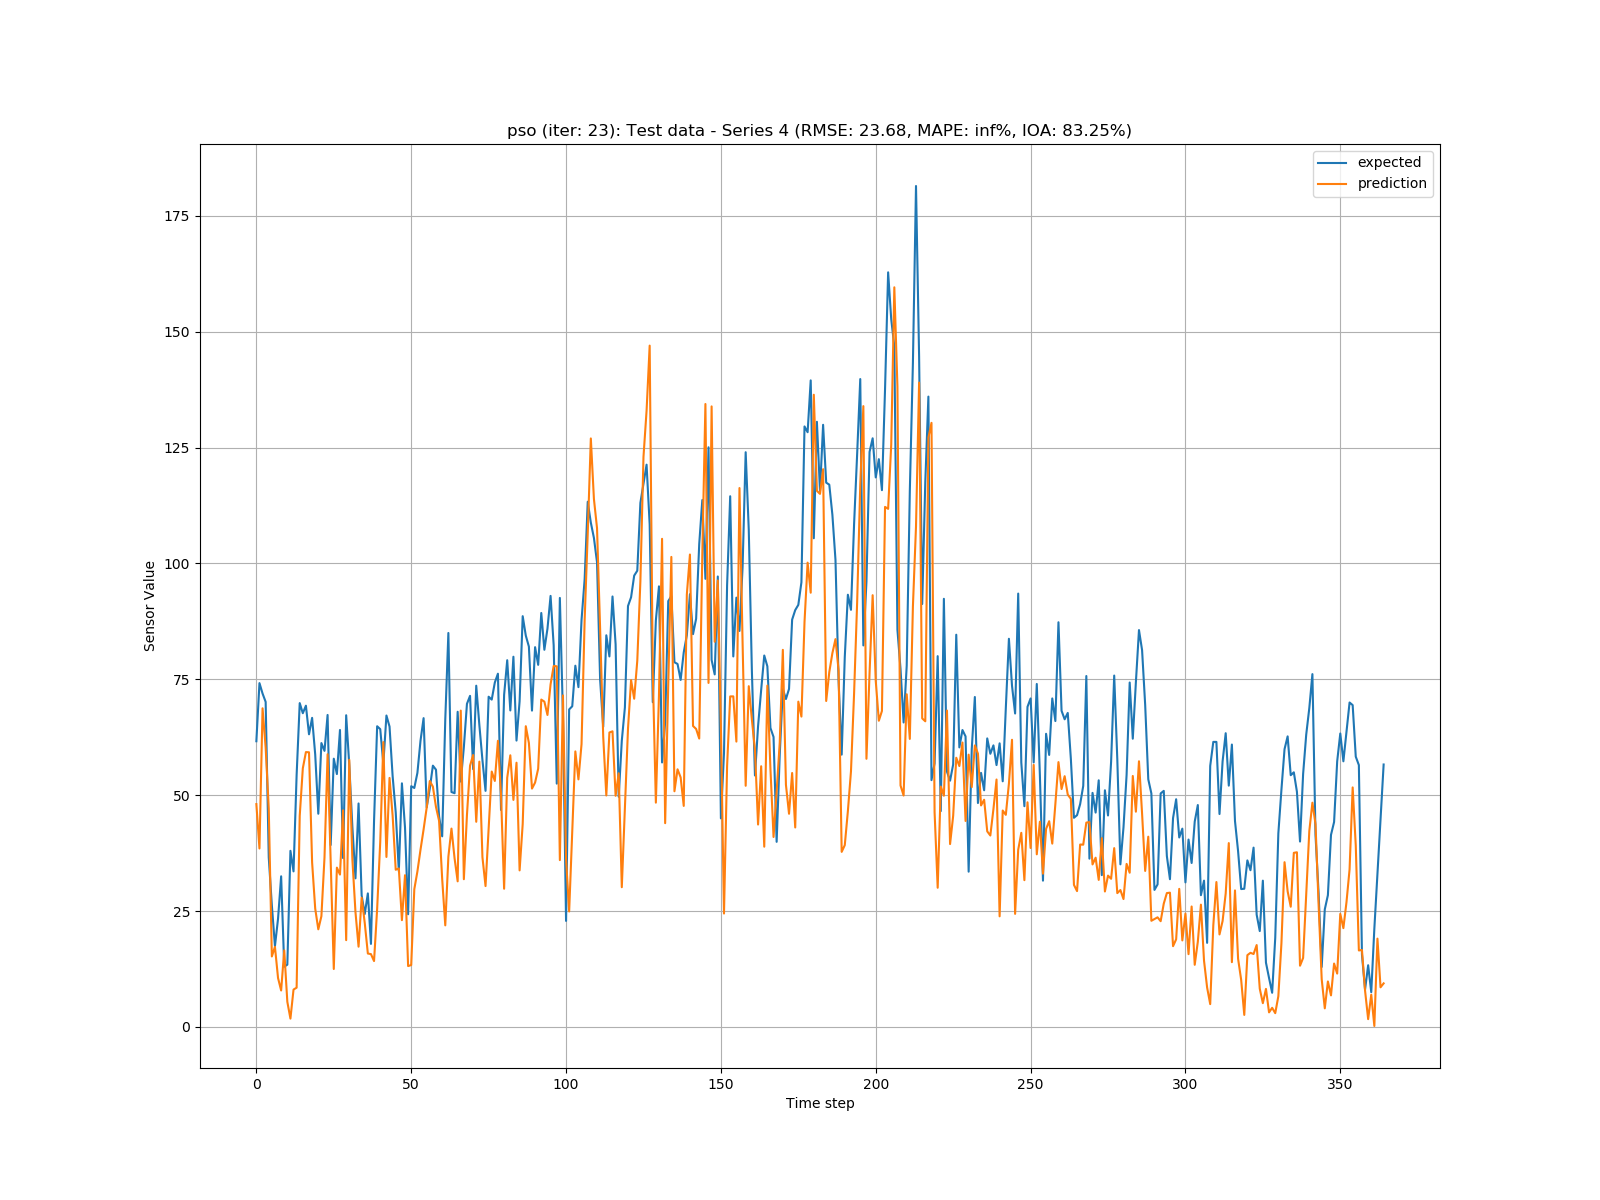 pso (iter: 23): Test data - Series 4 (RMSE: 23.68, MAPE: inf%, IOA: 83.25%)
expected
prediction
175
150
125
100
75
50
25
0
Sensor Value
0 50 100 150 200 250 300 350
Time step